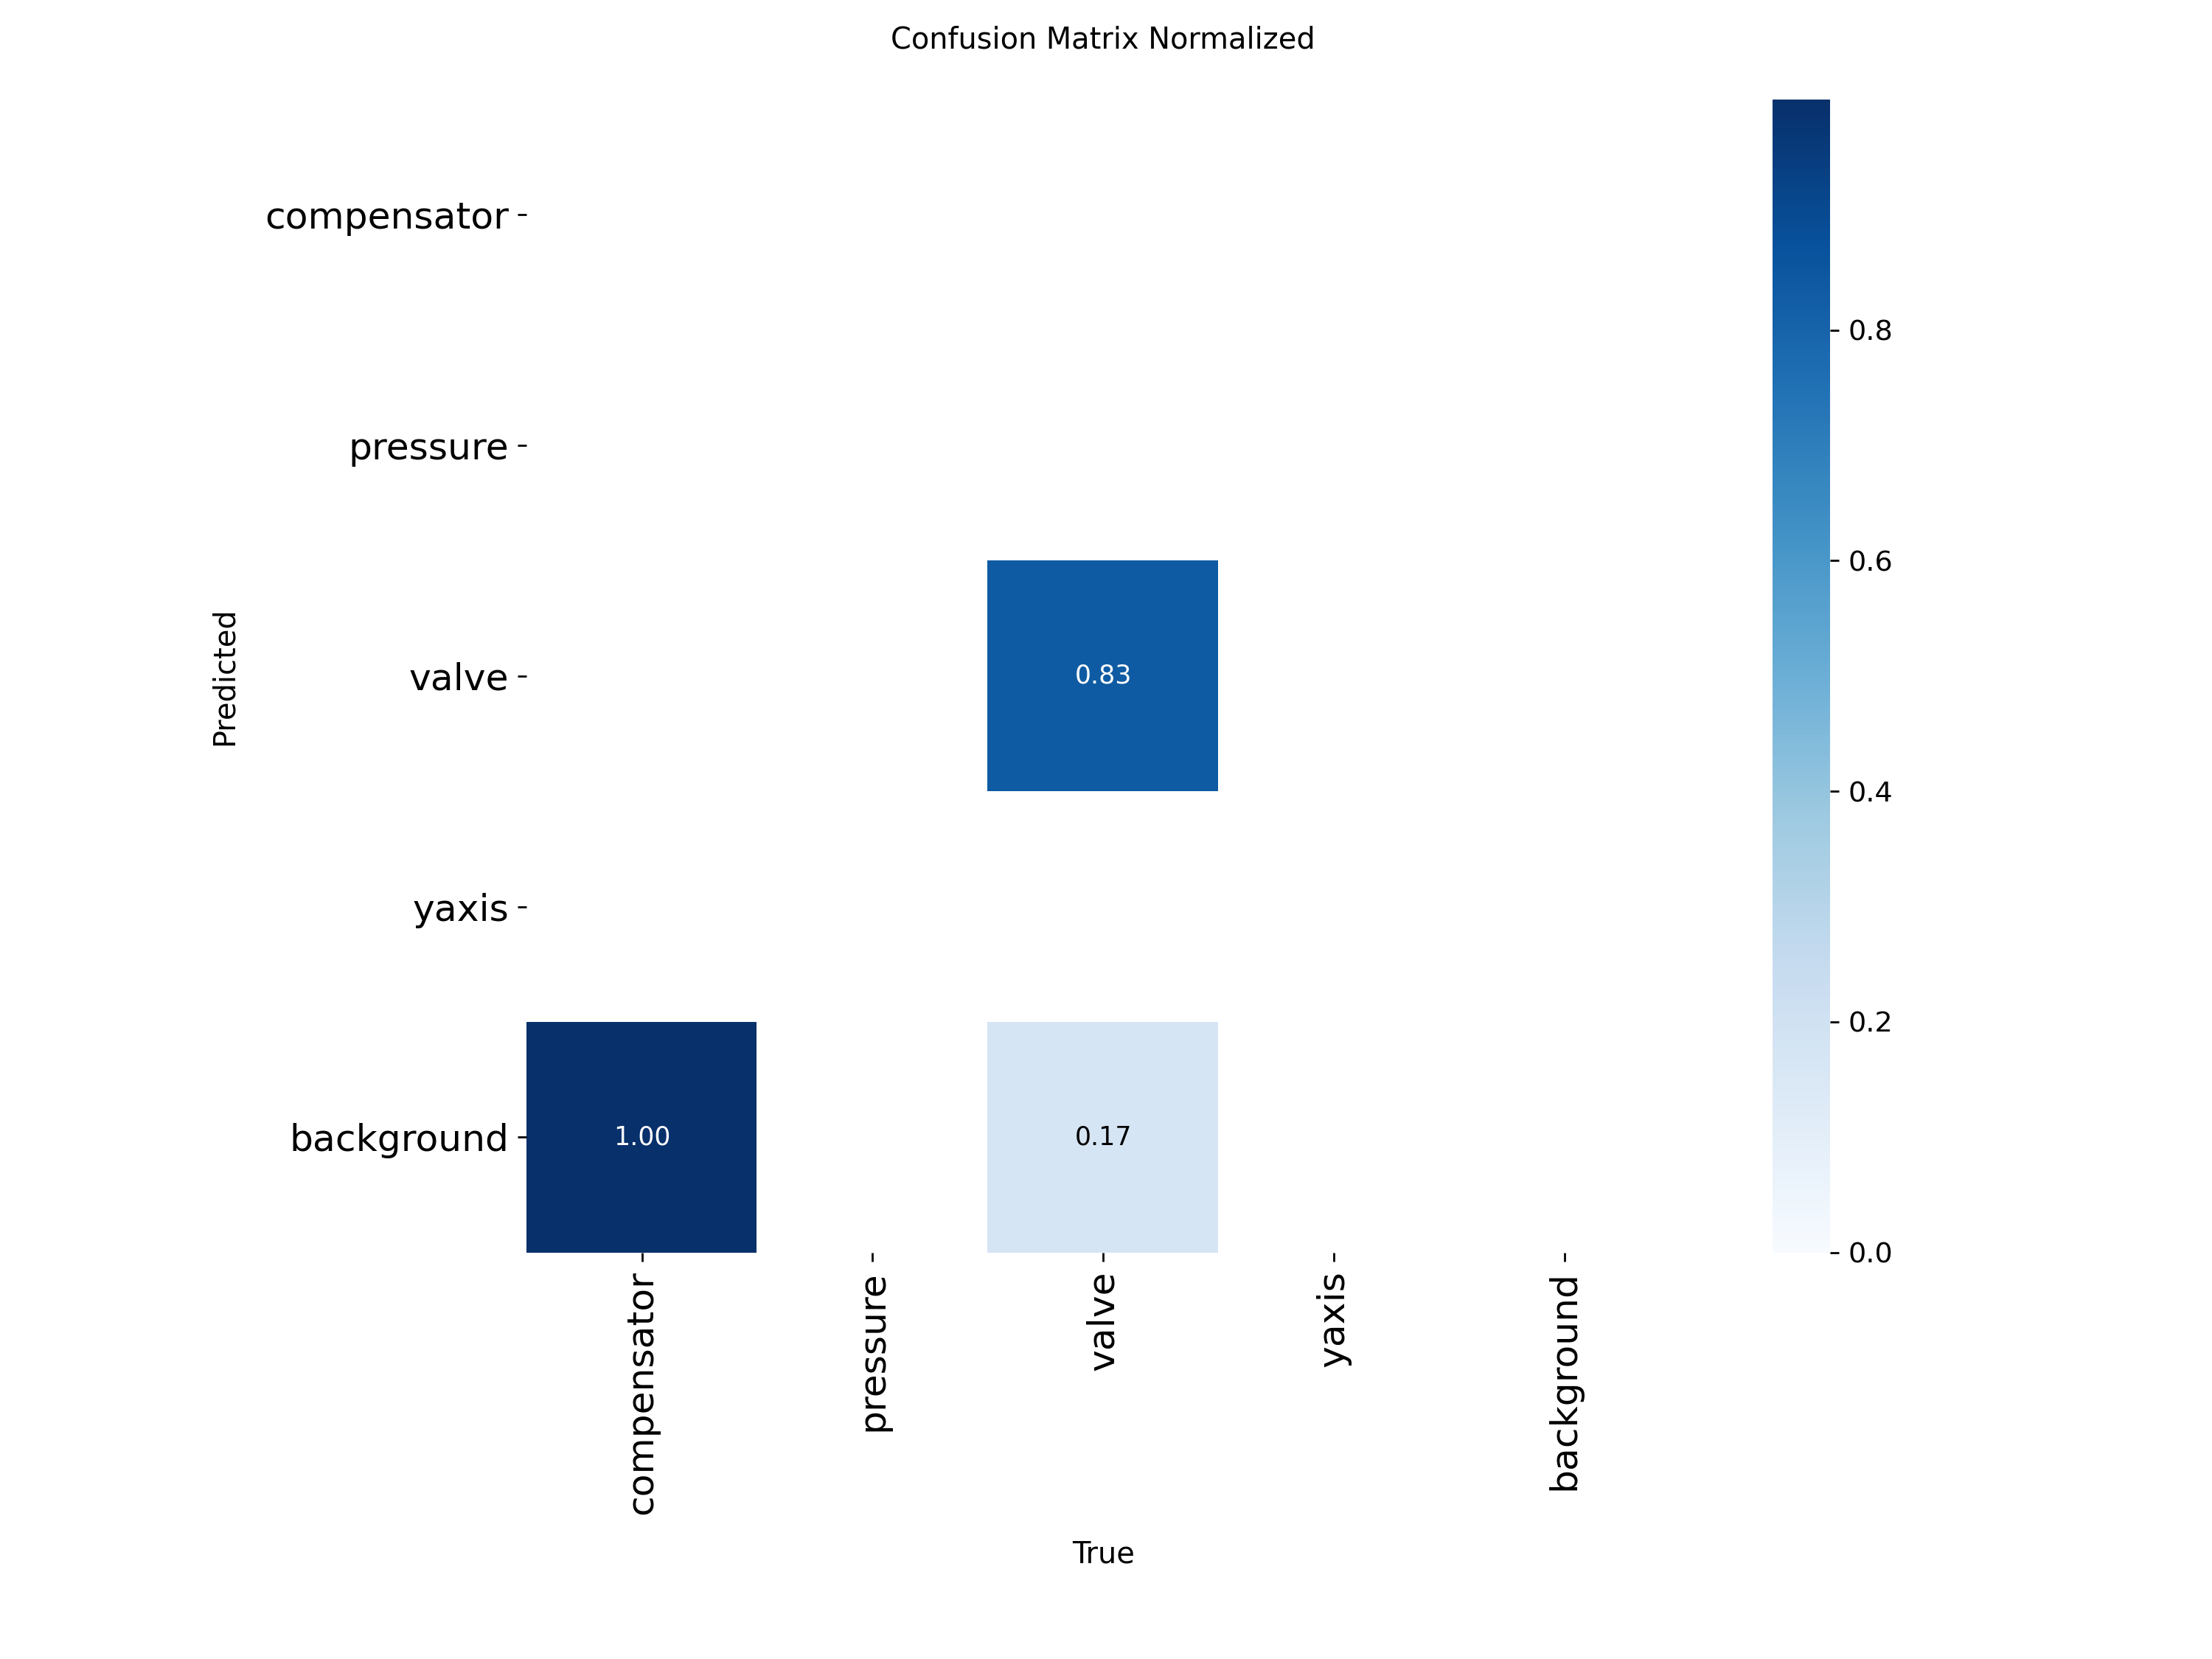 Confusion Matrix Normalized
Predicted
compensator
pressure
valve
yaxis
background
0.83
1.00
0.17
0.8
0.6
0.4
0.2
0.0
compensator
pressure
valve
yaxis
background
True